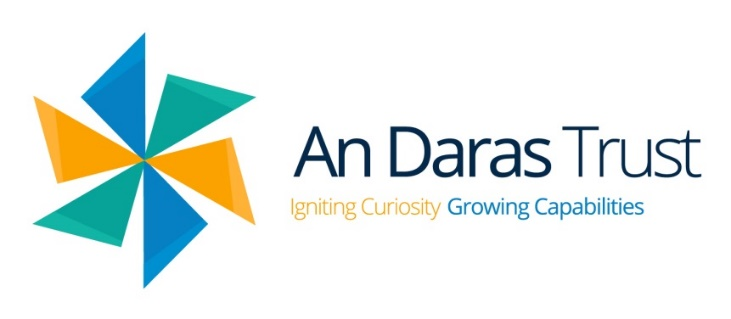 An Daras Trust
Igniting Curiosity Growing Capabilities